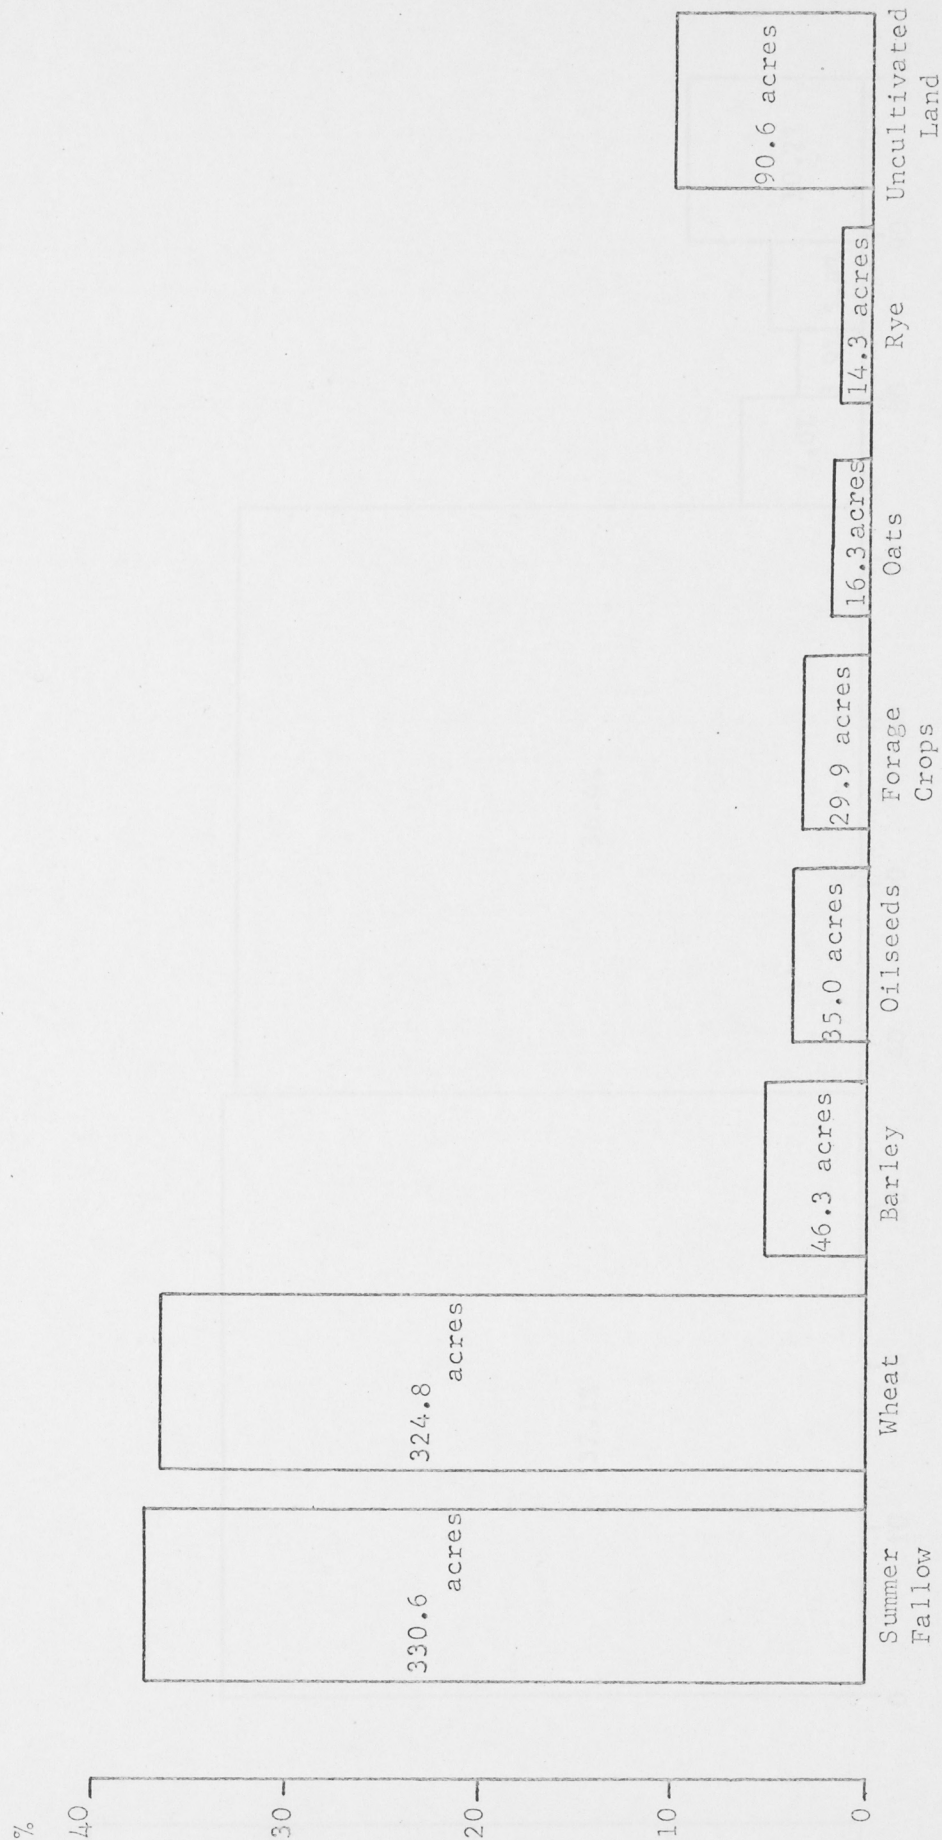 %
40
30
20
10
0
330.6
acres
324.8
acres
46.3 acres
35.0 acres
29.9 acres
16.3 acres
14.3 acres
90.6 acres
Summer
Fallow
Wheat
Barley
Oilseeds
Forage
Crops
Oats
Rye
Uncultivated
Land